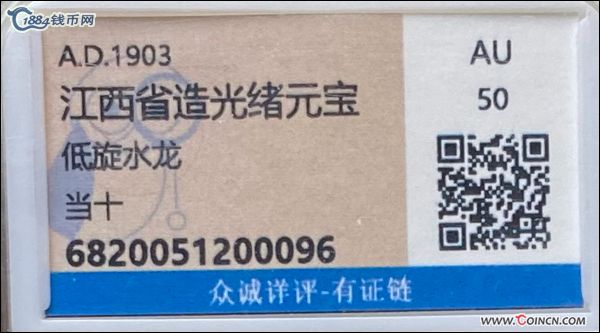 1884钱币网
A.D.1903
江西省造光绪元宝
低旋水龙
当十
6820051200096
AU
50
众诚详评-有证链
www.COINCN.com